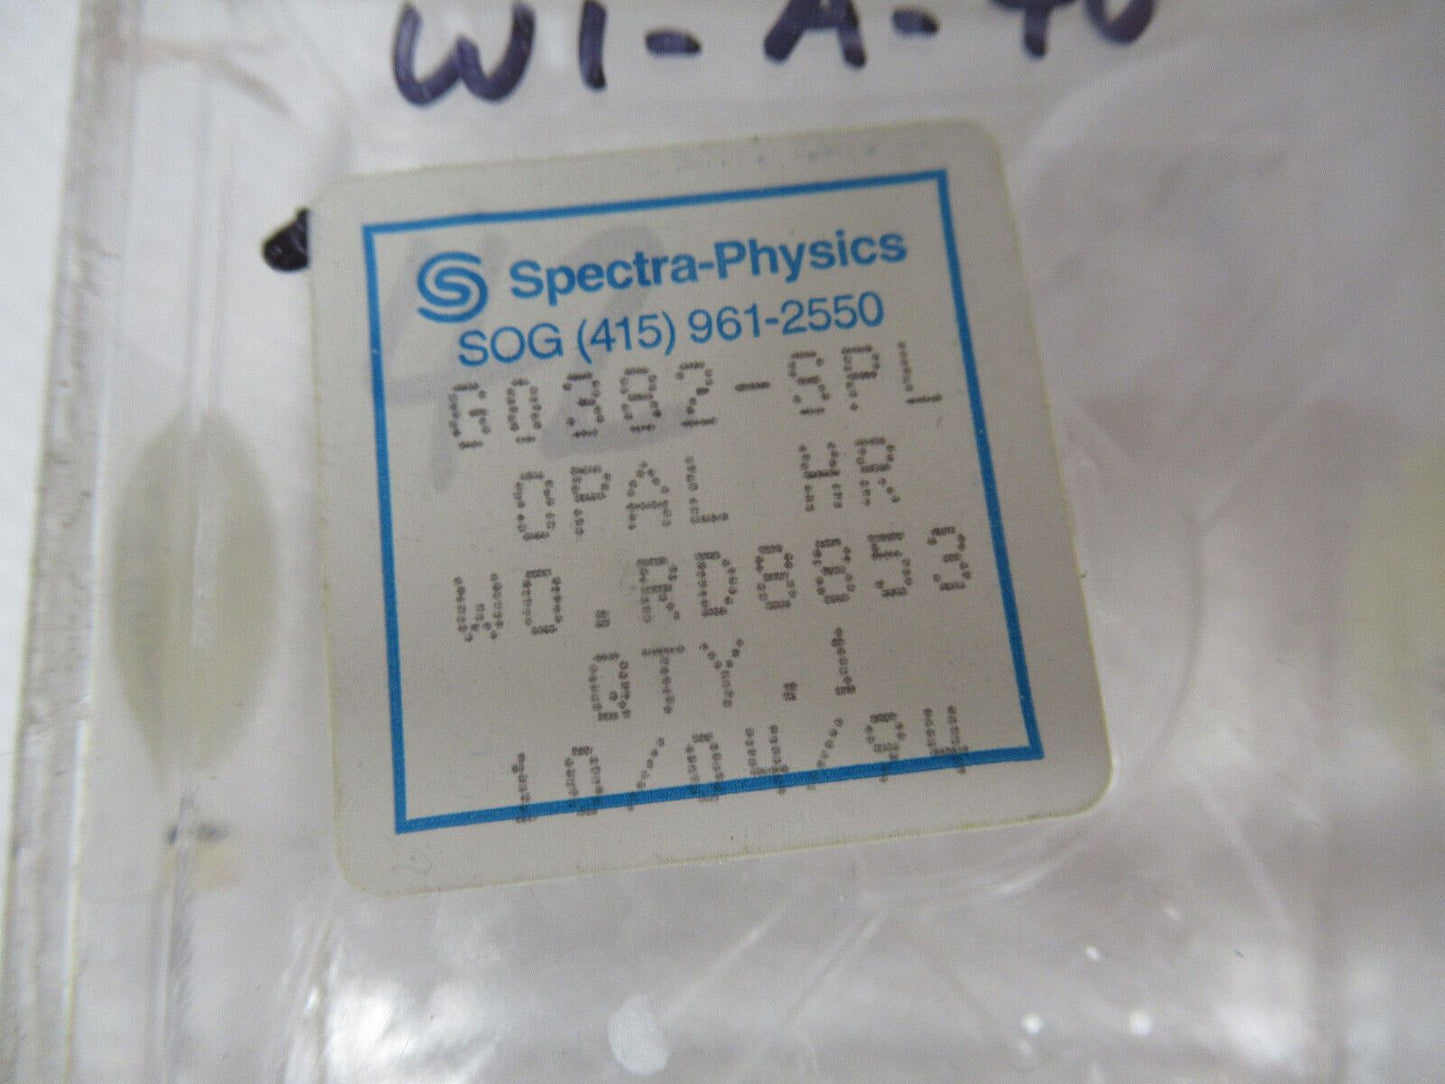 W1-A-40
Spectra-Physics
SOG (415) 961-2550
G0382-SPL
OPAL HR
WO.RD8853
QTY.1
10/04/94